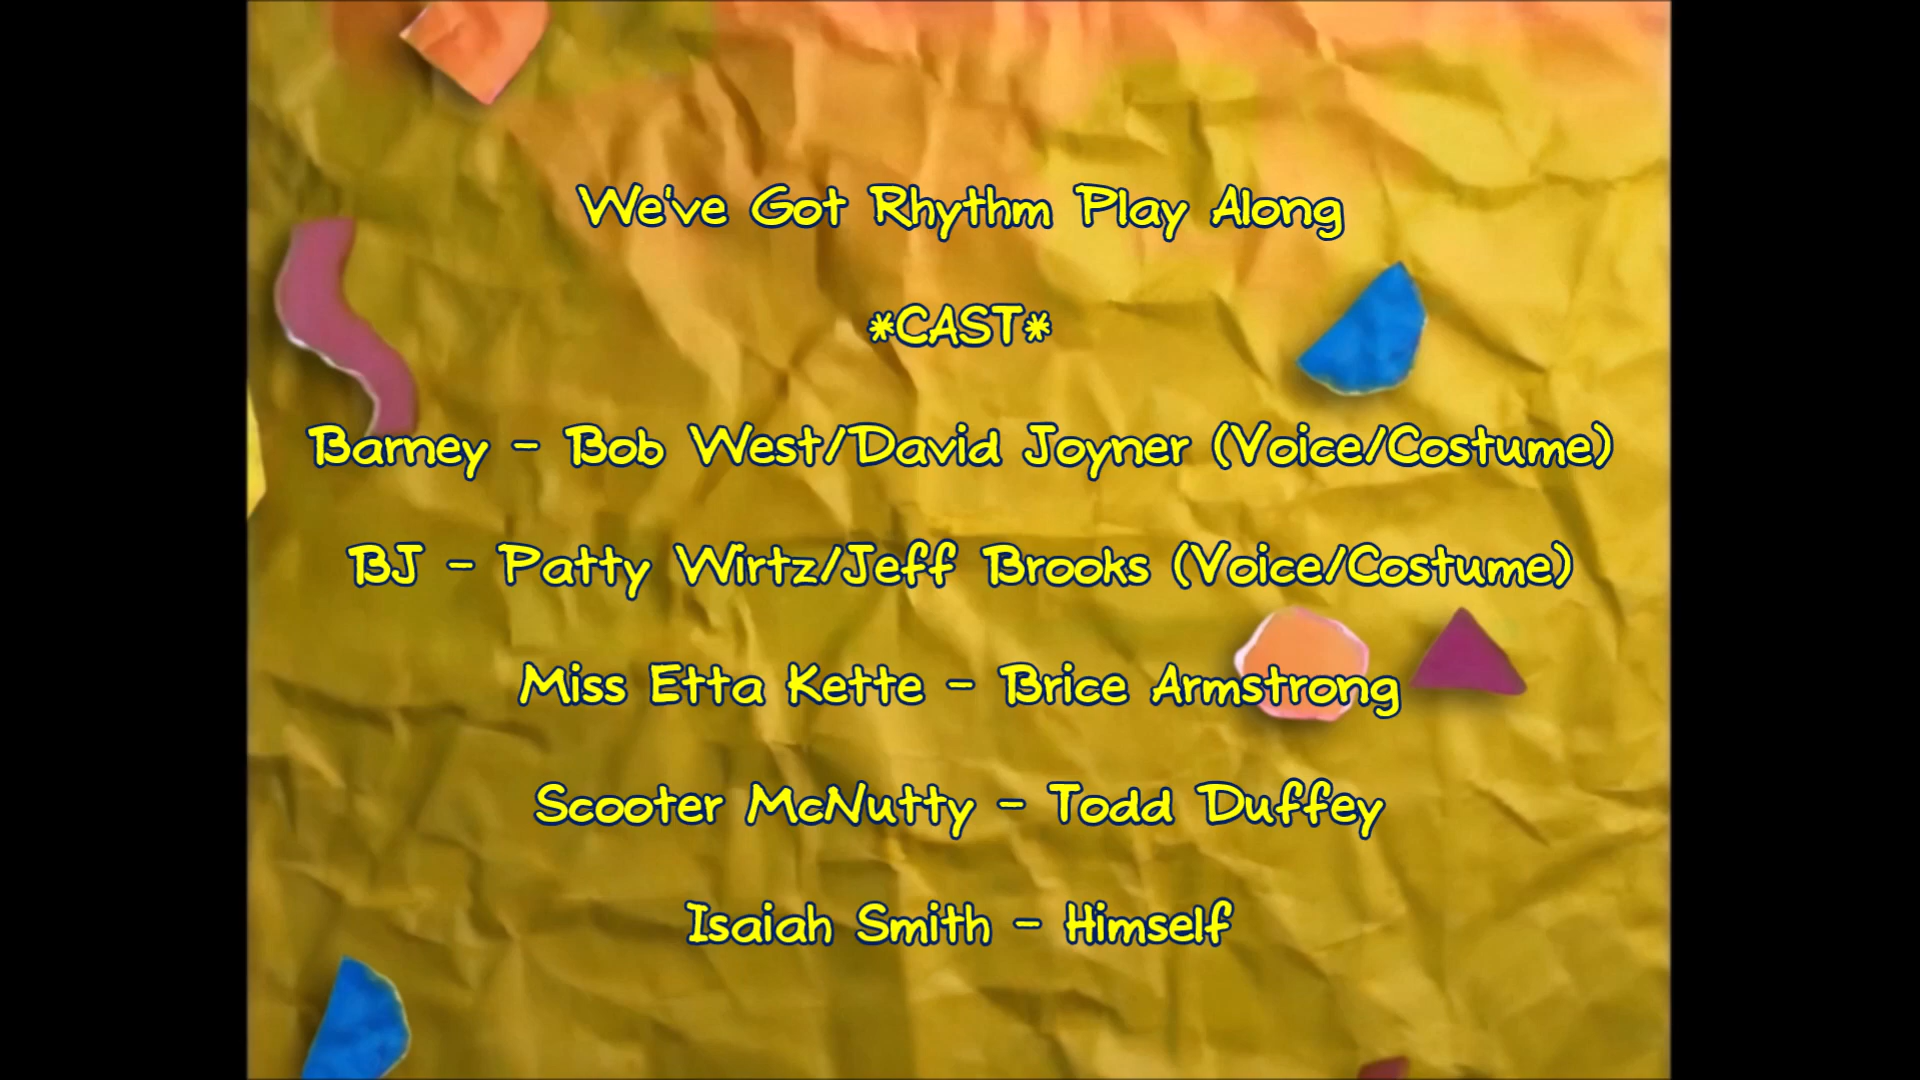 We've Got Rhythm Play Along
*CAST*
Barney - Bob West/David Joyner (Voice/Costume)
BJ - Patty Wirtz/Jeff Brooks (Voice/Costume)
Miss Etta Kette - Brice Armstrong
Scooter McNutty - Todd Duffey
Isaiah Smith - Himself